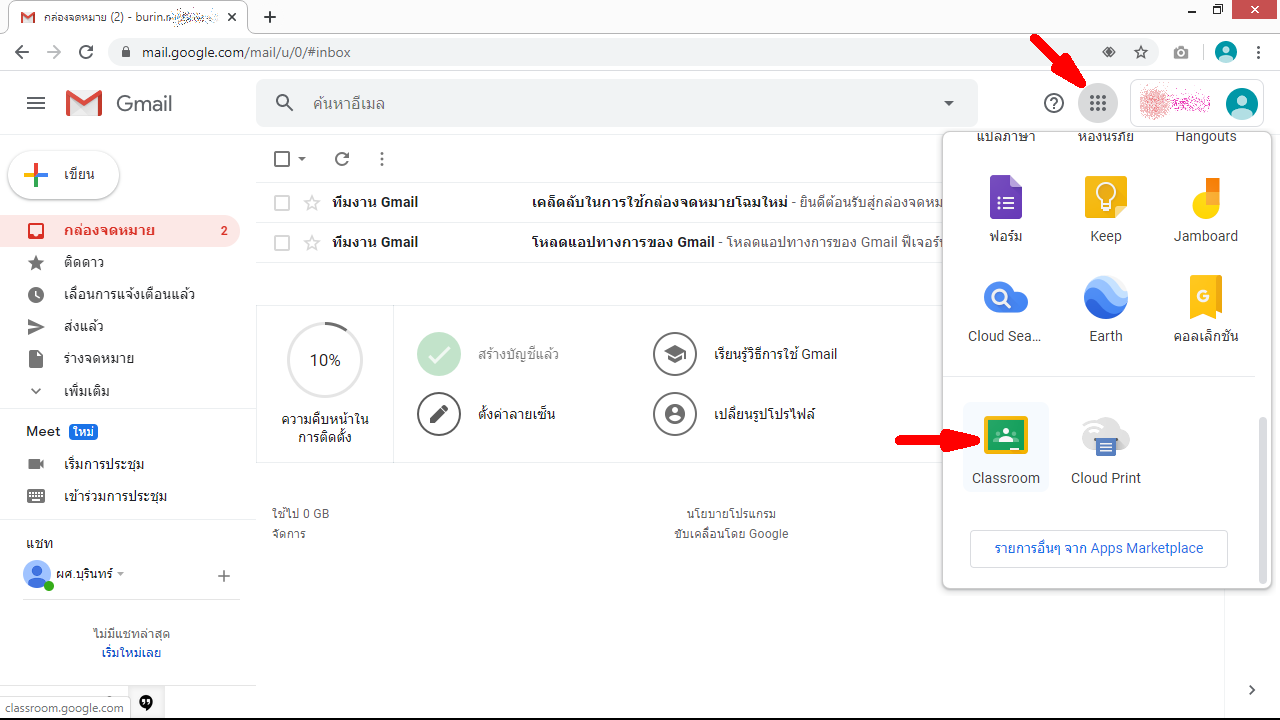 กล่องจดหมาย (2) - burin.
mail.google.com/mail/u/0/#inbox
Gmail
ค้นหาอีเมล
เขียน
กล่องจดหมาย 2
ติดดาว
เลื่อนการแจ้งเตือนแล้ว
ส่งแล้ว
ร่างจดหมาย
เพิ่มเติม
Meet ใหม่
เริ่มการประชุม
เข้าร่วมการประชุม
แชท
ผศ.บุรินทร์
ไม่มีแชทล่าสุด
เริ่มใหม่เลย
classroom.google.com
ทีมงาน Gmail เคล็ดลับในการใช้กล่องจดหมายโฉมใหม่ - ยินดีต้อนรับสู่กล่องจดหม
ทีมงาน Gmail โหลดแอปทางการของ Gmail - โหลดแอปทางการของ Gmail ฟีเจอร์
10%
ความคืบหน้าใน
การติดตั้ง
สร้างบัญชีแล้ว
เรียนรู้วิธีการใช้ Gmail
ตั้งค่าลายเซ็น
เปลี่ยนรูปโปรไฟล์
ใช้ไป 0 GB
จัดการ
นโยบายโปรแกรม
ขับเคลื่อนโดย Google
แปลภาษา ห้องนิรภัย Hangouts
ฟอร์ม Keep Jamboard
Cloud Sea... Earth คอลเล็กชัน
Classroom Cloud Print
รายการอื่นๆ จาก Apps Marketplace